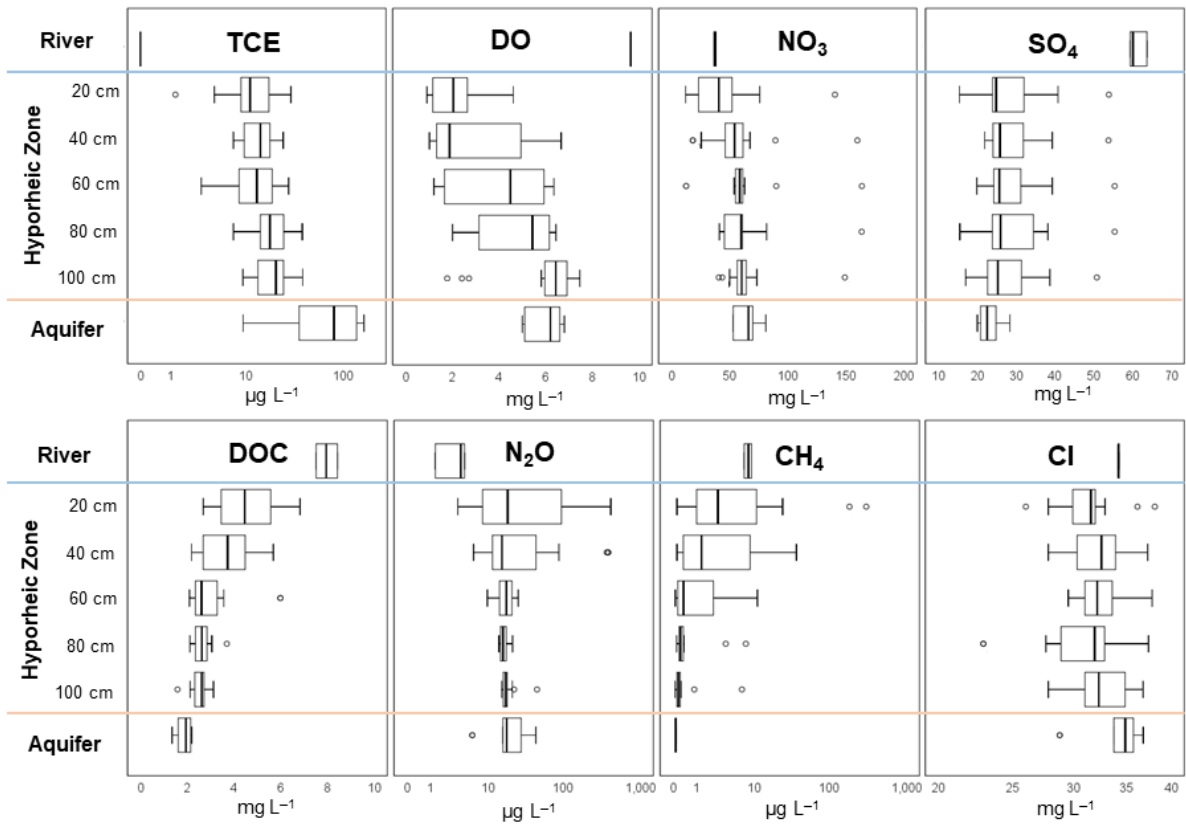 River TCE DO NO₃ SO₄
Hyporheic Zone
20 cm
40 cm
60 cm
80 cm
100 cm
Aquifer
0 1 10 100 0 2 4 6 8 10 0 50 100 150 200 10 20 30 40 50 60 70
µg L⁻¹ mg L⁻¹ mg L⁻¹ mg L⁻¹
River DOC N₂O CH₄ Cl
Hyporheic Zone
20 cm
40 cm
60 cm
80 cm
100 cm
Aquifer
0 2 4 6 8 10 0 1 10 100 1,000 0 1 10 100 1,000 20 25 30 35 40
mg L⁻¹ µg L⁻¹ µg L⁻¹ mg L⁻¹